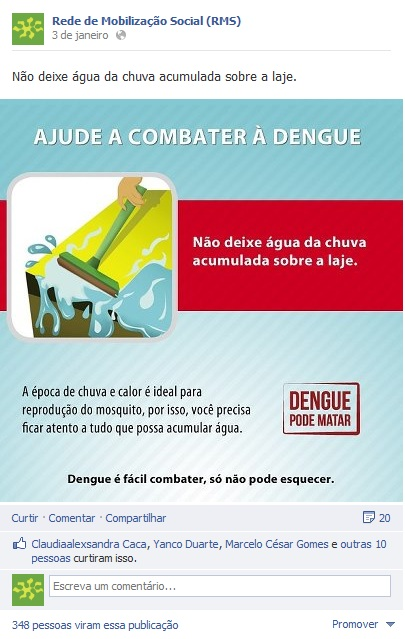 Rede de Mobilização Social (RMS)
3 de janeiro
Não deixe água da chuva acumulada sobre a laje.
AJUDE A COMBATER À DENGUE
Não deixe água da chuva
acumulada sobre a laje.
A época de chuva e calor é ideal para
reprodução do mosquito, por isso, você precisa
ficar atento a tudo que possa acumular água.
DENGUE
PODE MATAR
Dengue é fácil combater, só não pode esquecer.
Curtir · Comentar · Compartilhar
20
Claudiaalexsandra Caca, Yanco Duarte, Marcelo César Gomes e outras 10
pessoas curtiram isso.
Escreva um comentário...
348 pessoas viram essa publicação
Promover